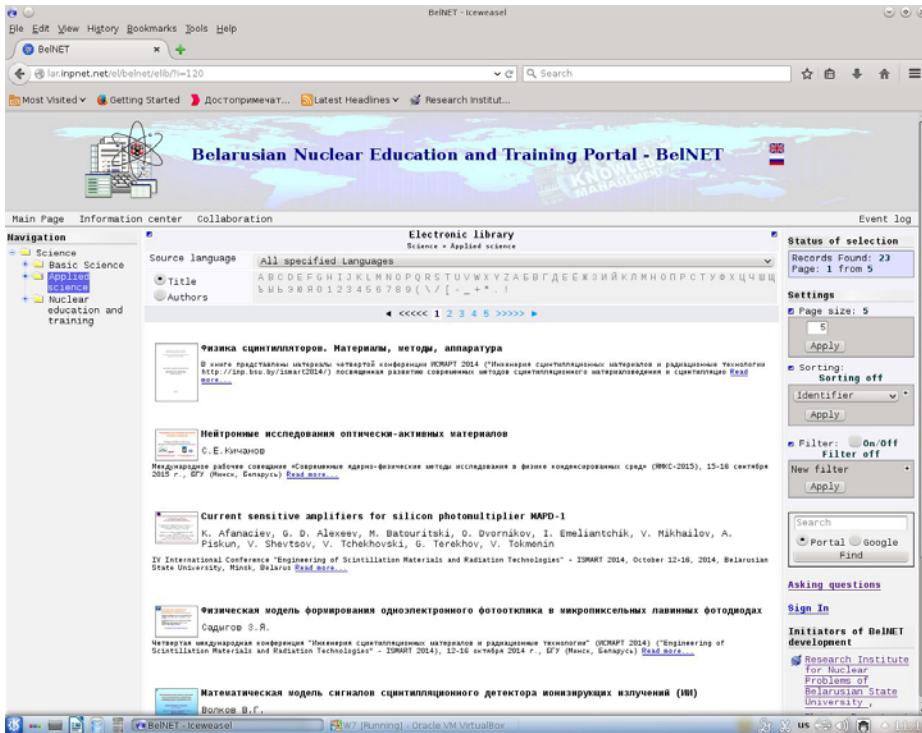 BelNET - Iceweasel
File Edit View History Bookmarks Tools Help
BelNET
lar.inpnet.net/el/belnet/elib/?i=120
Search
Most Visited
Getting Started
Достопримечат...
Latest Headlines
Research Institut...
Belarusian Nuclear Education and Training Portal - BelNET
Main Page Information center Collaboration
Event log
Navigation
Science
Basic Science
Applied
science
Nuclear
education and
training
Electronic library
Science » Applied science
Source language
All specified Languages
Title
Authors
A B C D E F G H I J K L M N O P Q R S T U V W X Y Z А Б В Г Д Е Ё Ж З И Й К Л М Н О П Р С Т У Ф Х Ц Ч Ш Щ
Ъ Ы Ь Э Ю Я 0 1 2 3 4 5 6 7 8 9 ( \ / [ - _ + * . !
<<<<< 1 2 3 4 5 >>>>>
Физика сцинтилляторов. Материалы, методы, аппаратура
В книге представлены материалы четвертой конференции ИСМАРТ 2014 ("Инженерия сцинтилляционных материалов и радиационные технологии
http://inp.bsu.by/ismart2014/) посвященная развитию современных методов сцинтилляционного материаловедения и сцинтилляцио Read
more...
Нейтронные исследования оптически-активных материалов
С.Е.Кичанов
Международное рабочее совещание «Современные ядерно-физические методы исследования в физике конденсированных сред» (ЯФМКС-2015), 15-16 сентября
2015 г., БГУ (Минск, Беларусь) Read more...
Current sensitive amplifiers for silicon photomultiplier MAPD-1
K. Afanaciev, G. D. Alexeev, M. Batouritski, O. Dvornikov, I. Emeliantchik, V. Mikhailov, A.
Piskun, V. Shevtsov, V. Tchekhovski, G. Terekhov, V. Tokmenin
IV International Conference "Engineering of Scintillation Materials and Radiation Technologies" - ISMART 2014, October 12-16, 2014, Belarusian
State University, Minsk, Belarus Read more...
Физическая модель формирования одноэлектронного фотоотклика в микропиксельных лавинных фотодиодах
Садыгов З.Я.
Четвертая международная конференция "Инженерия сцинтилляционных материалов и радиационные технологии" (ИСМАРТ 2014) ("Engineering of
Scintillation Materials and Radiation Technologies" - ISMART 2014), 12-16 октября 2014 г., БГУ (Минск, Беларусь) Read more...
Математическая модель сигналов сцинтилляционного детектора ионизирующих излучений (ИИ)
Волков В.Г.
Status of selection
Records Found: 23
Page: 1 from 5
Settings
Page size: 5
5
Apply
Sorting:
Sorting off
Identifier
Apply
Filter: On/Off
Filter off
New filter
Apply
Search
Portal Google
Find
Asking questions
Sign In
Initiators of BelNET
development
Research Institute
for Nuclear
Problems of
Belarusian State
University ,
BelNET - Iceweasel
W7 [Running] - Oracle VM VirtualBox
us